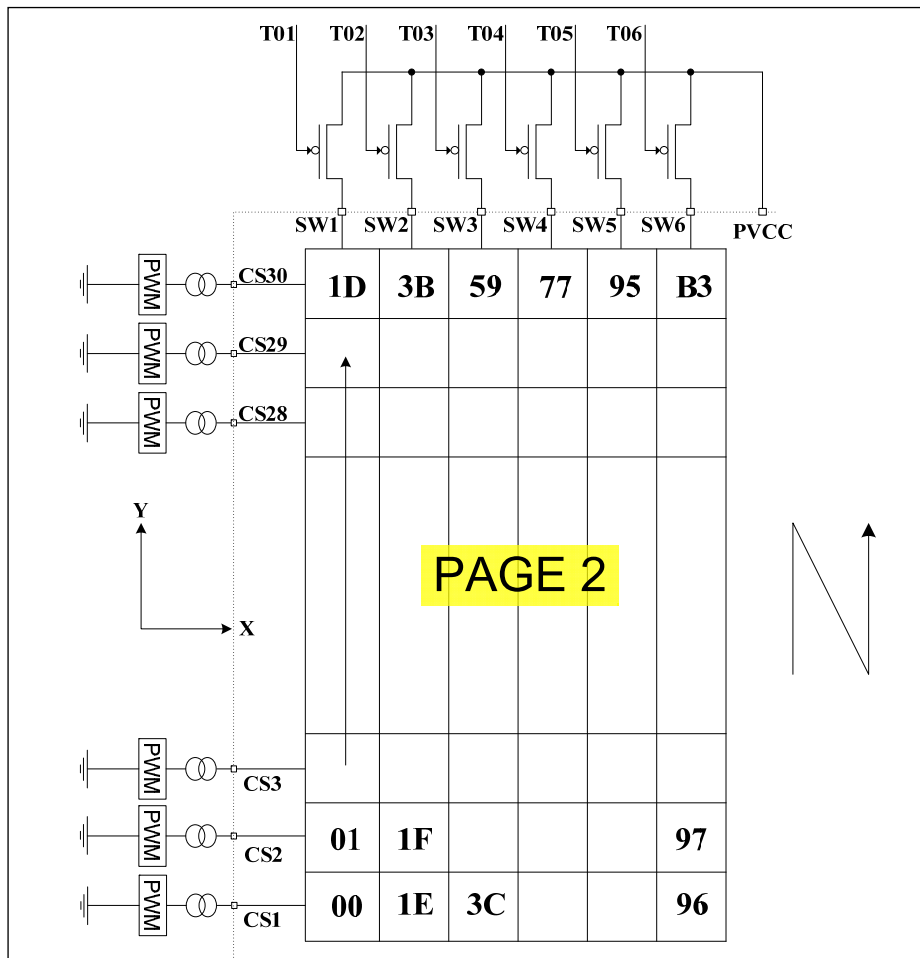 T01 T02 T03 T04 T05 T06
SW1 SW2 SW3 SW4 SW5 SW6 PVCC
PWM CS30 1D 3B 59 77 95 B3
PWM CS29
PWM CS28
Y
PAGE 2
X
PWM CS3
PWM CS2 01 1F 97
PWM CS1 00 1E 3C 96